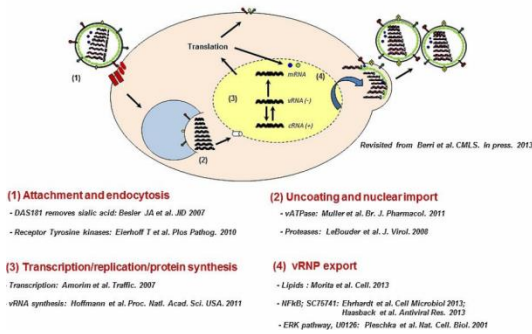 (1)
Translation
(4)
mRNA
(3)
vRNA (-)
cRNA (+)
(2)
Revisited from Berri et al. CMLS. In press. 2013
(1) Attachment and endocytosis
- DAS181 removes sialic acid: Besler JA et al. JID 2007
- Receptor Tyrosine kinases: Eierhoff T et al. Plos Pathog. 2010
(2) Uncoating and nuclear import
- vATPase: Muller et al. Br. J. Pharmacol. 2011
- Proteases: LeBouder et al. J. Virol. 2008
(3) Transcription/replication/protein synthesis
- Transcription: Amorim et al. Traffic. 2007
- vRNA synthesis: Hoffmann et al. Proc. Natl. Acad. Sci. USA. 2011
(4) vRNP export
- Lipids : Morita et al. Cell. 2013
- NFkB; SC75741: Ehrhardt et al. Cell Microbiol 2013;
Haasback et al. Antiviral Res. 2013
- ERK pathway, U0126: Pleschka et al. Nat. Cell. Biol. 2001